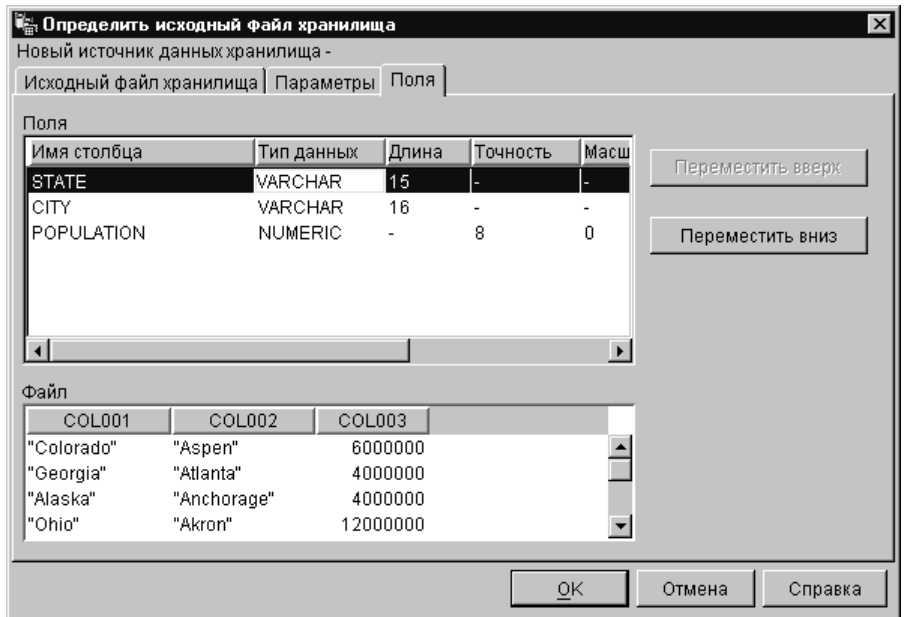 Определить исходный файл хранилища
Новый источник данных хранилища -
Исходный файл хранилища Параметры Поля
Поля
Имя столбца Тип данных Длина Точность Масш
STATE VARCHAR 15 - -
CITY VARCHAR 16 - -
POPULATION NUMERIC - 8 0
Переместить вверх
Переместить вниз
Файл
COL001 COL002 COL003
"Colorado" "Aspen" 6000000
"Georgia" "Atlanta" 4000000
"Alaska" "Anchorage" 4000000
"Ohio" "Akron" 12000000
OK Отмена Справка